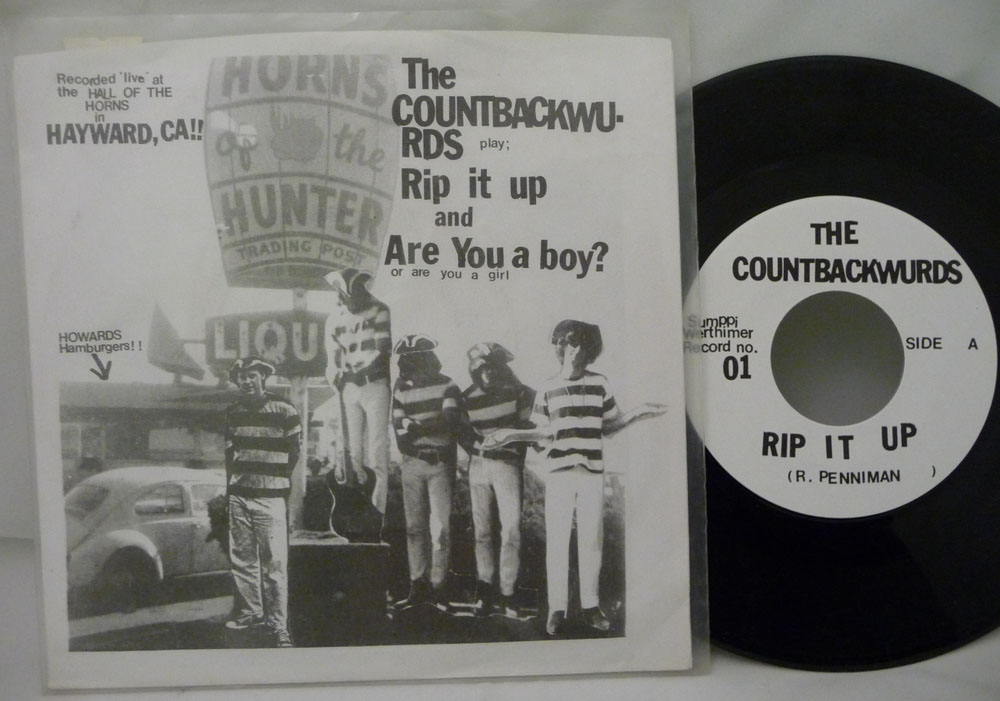 Recorded 'live' at
the HALL OF THE
HORNS
in
HAYWARD, CA!!
HORNS
of the
HUNTER
TRADING POST
LIQU
The
COUNTBACKWU-
RDS play;
Rip it up
and
Are You a boy?
or are you a girl
HOWARDS
Hamburgers!!
THE
COUNTBACKWURDS
Sumppi
Werthimer
Record no.
01
SIDE A
RIP IT UP
(R. PENNIMAN )